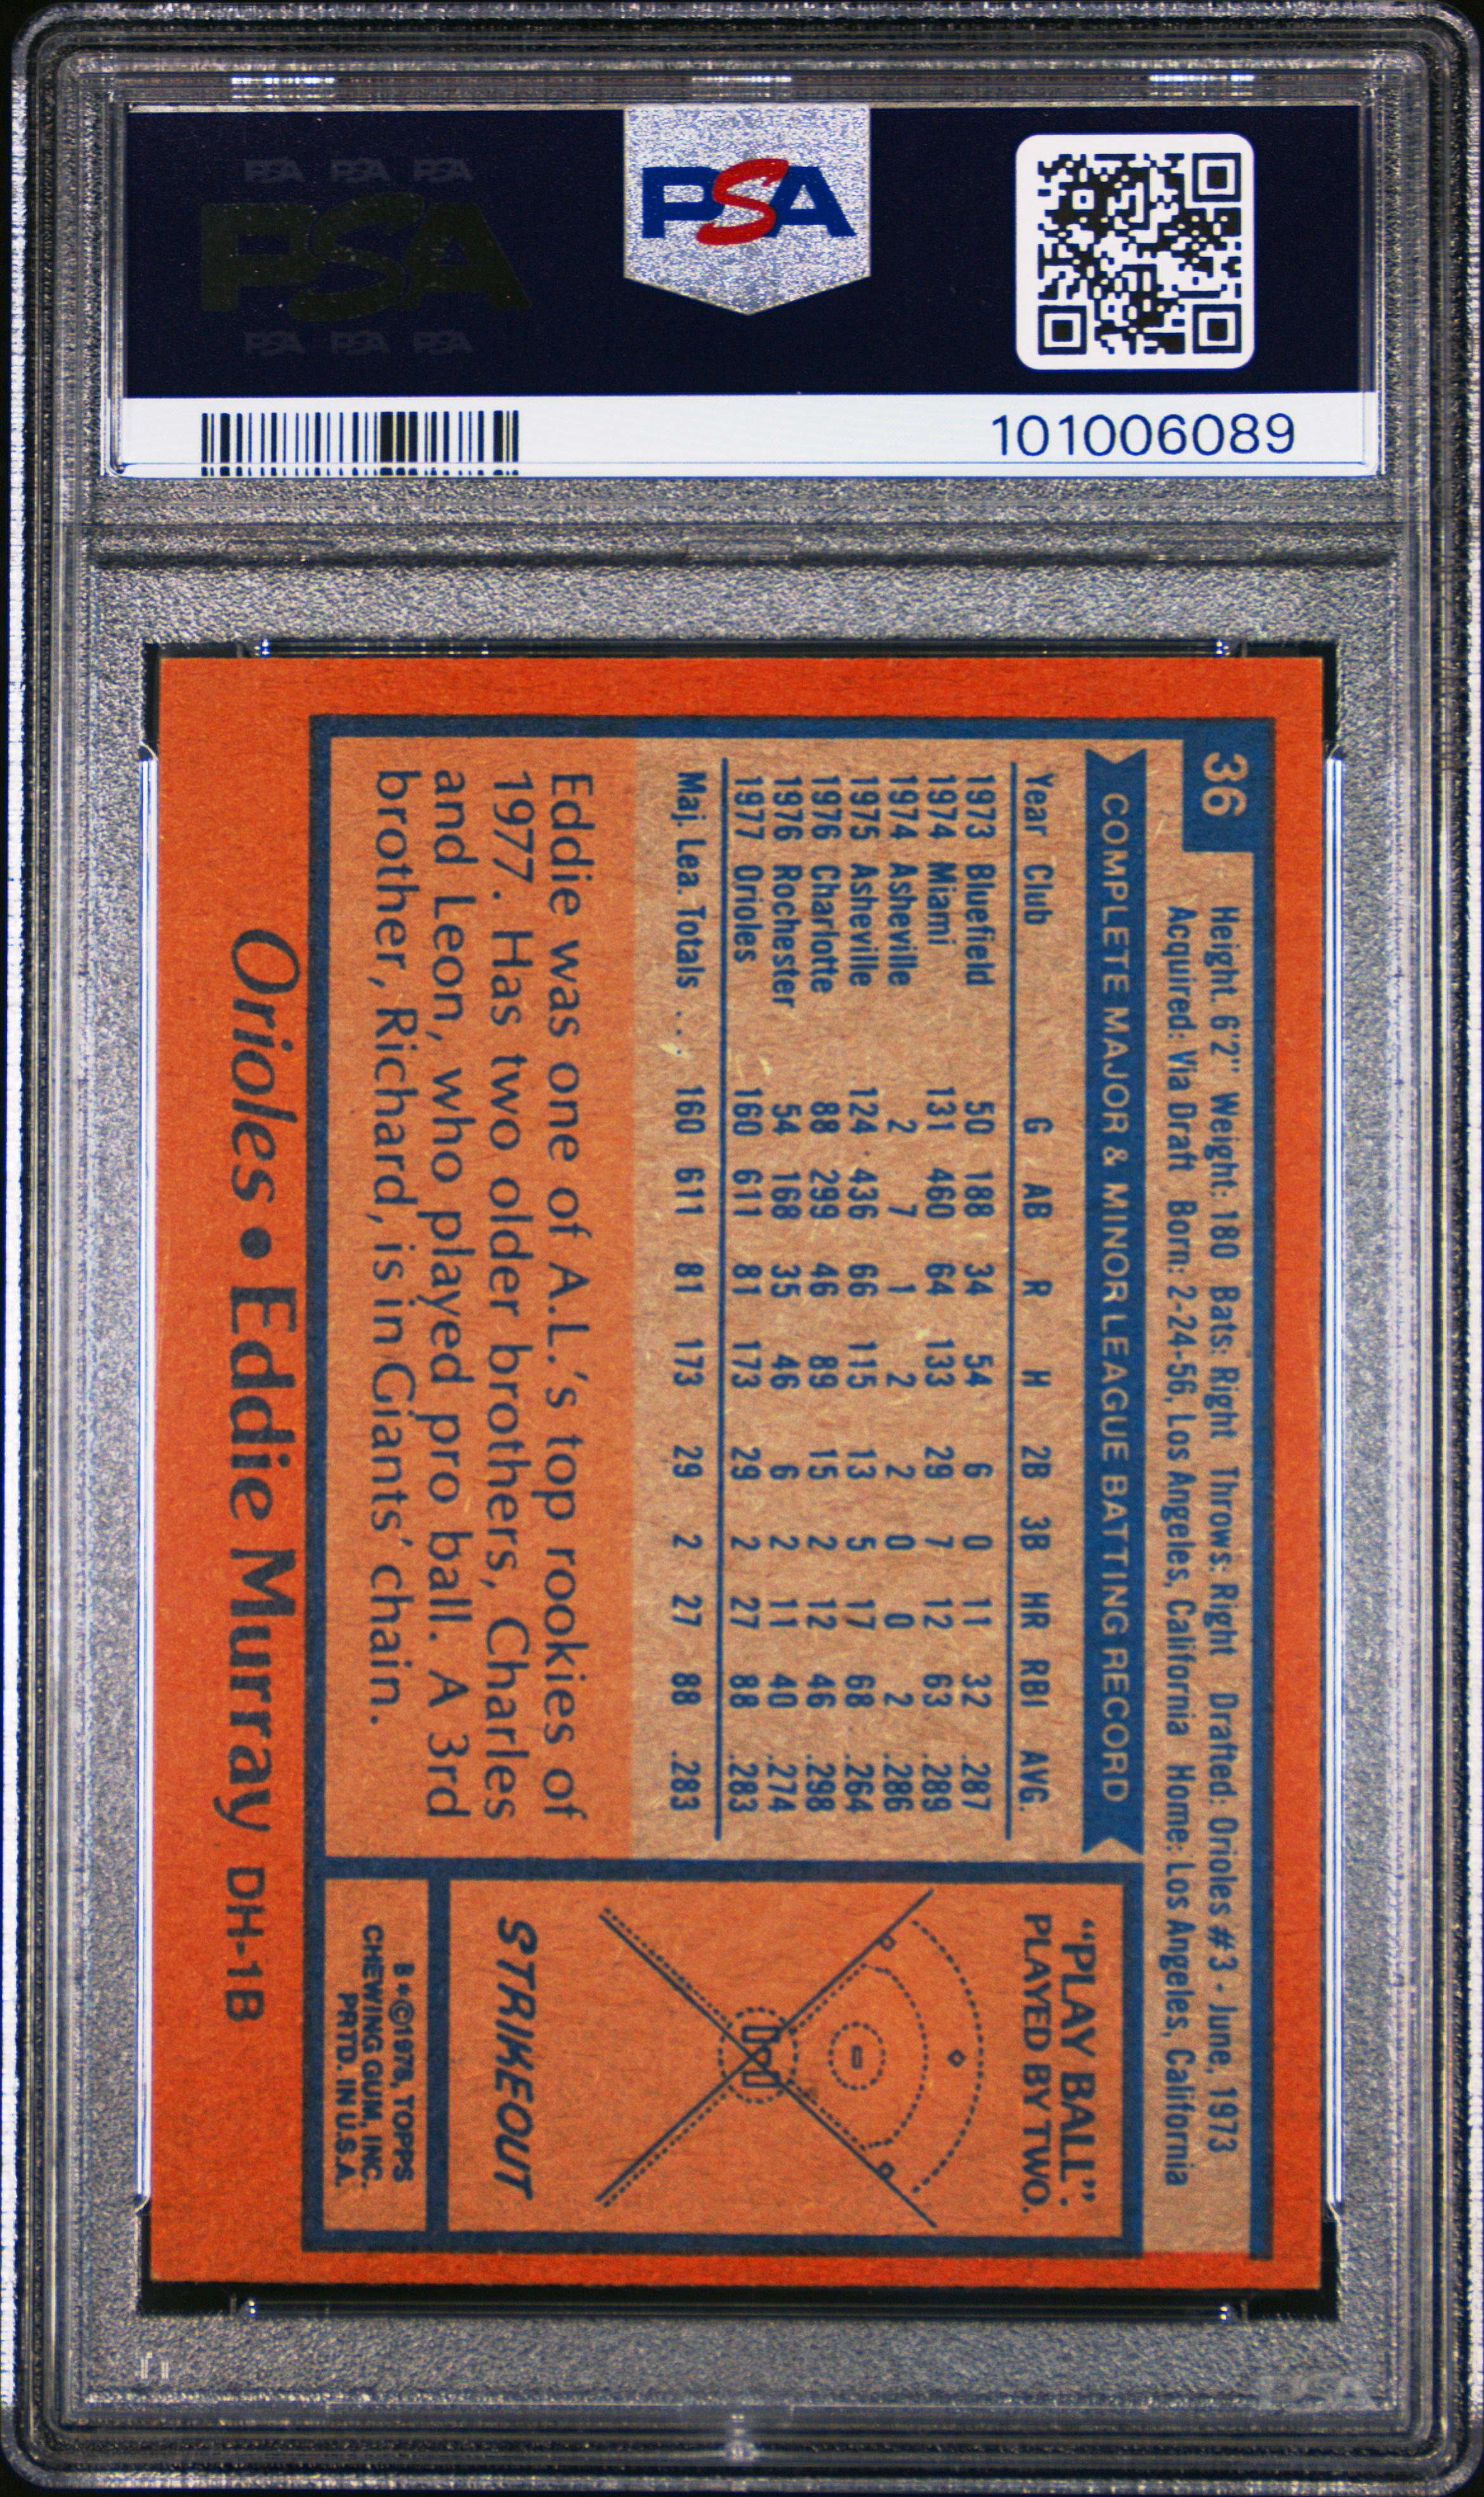 PSA PSA PSA
PSA
PSA PSA PSA
PSA
101006089
36
Height. 6'2" Weight: 180 Bats: Right Throws: Right Drafted: Orioles #3 - June, 1973
Acquired: Via Draft Born: 2-24-56, Los Angeles, California Home: Los Angeles, California
COMPLETE MAJOR & MINOR LEAGUE BATTING RECORD
Year Club G AB R H 2B 3B HR RBI AVG.
1973 Bluefield 50 188 34 54 6 0 11 32 .287
1974 Miami 131 460 64 133 29 7 12 63 .289
1974 Asheville 2 7 1 2 2 0 0 2 .286
1975 Asheville 124 436 66 115 13 5 17 68 .264
1976 Charlotte 88 299 46 89 15 2 12 46 .298
1976 Rochester 54 168 35 46 6 2 11 40 .274
1977 Orioles 160 611 81 173 29 2 27 88 .283
Maj. Lea. Totals . . . 160 611 81 173 29 2 27 88 .283
Eddie was one of A.L.'s top rookies of
1977. Has two older brothers, Charles
and Leon, who played pro ball. A 3rd
brother, Richard, is in Giants' chain.
"PLAY BALL".
PLAYED BY TWO.
STRIKEOUT
B*©1978, TOPPS
CHEWING GUM, INC.
PRTD. IN U.S.A.
Orioles • Eddie Murray DH-1B
PSA